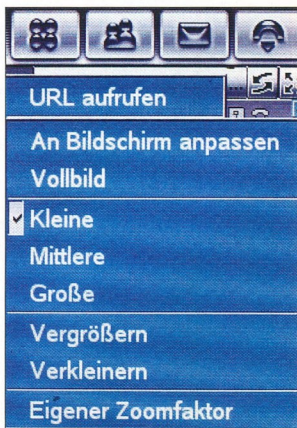 URL aufrufen
An Bildschirm anpassen
Vollbild
Kleine
Mittlere
Große
Vergrößern
Verkleinern
Eigener Zoomfaktor